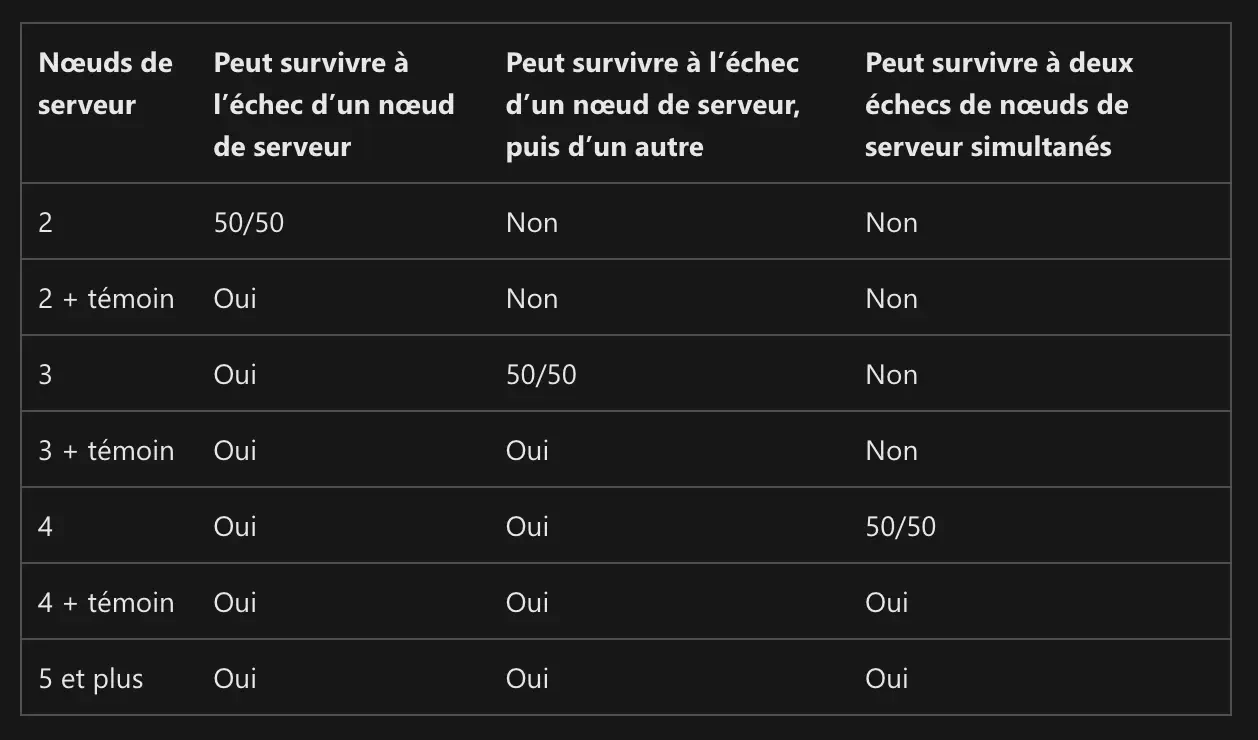 Nœuds de serveur
Peut survivre à l’échec d’un nœud de serveur
Peut survivre à l’échec d’un nœud de serveur, puis d’un autre
Peut survivre à deux échecs de nœuds de serveur simultanés
2 50/50 Non Non
2 + témoin Oui Non Non
3 Oui 50/50 Non
3 + témoin Oui Oui Non
4 Oui Oui 50/50
4 + témoin Oui Oui Oui
5 et plus Oui Oui Oui